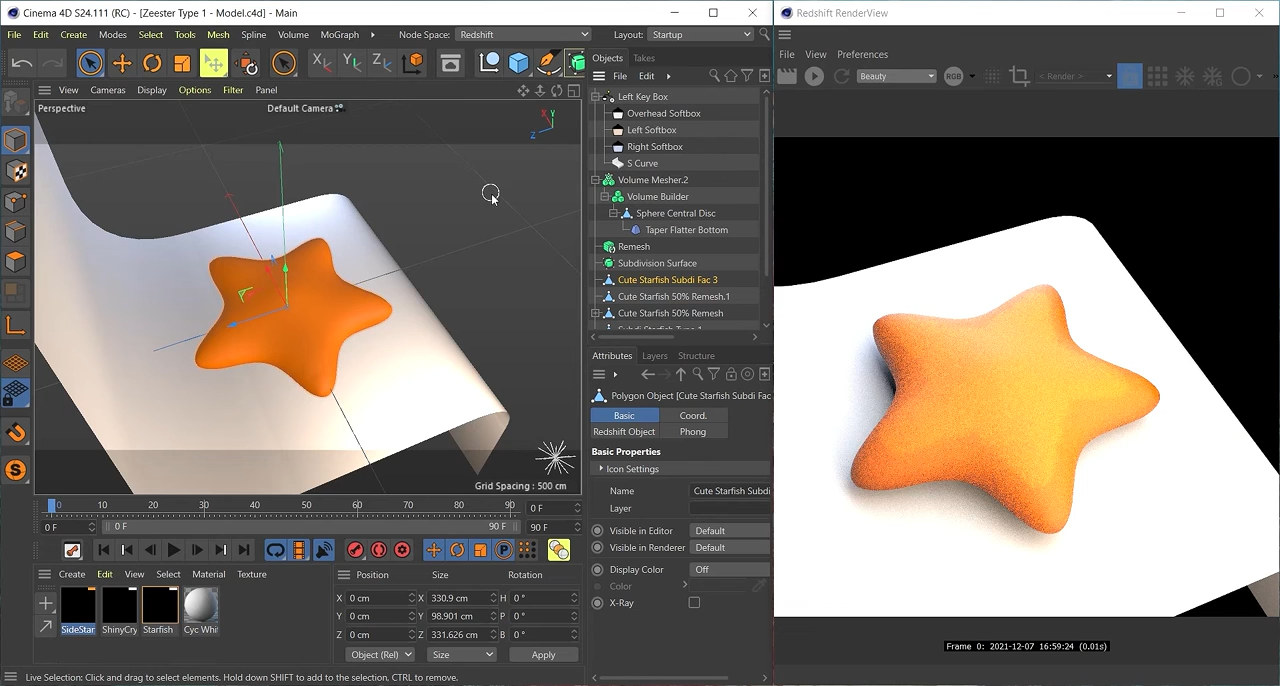 Cinema 4D S24.111 (RC) - [Zeester Type 1 - Model.c4d] - Main
File Edit Create Modes Select Tools Mesh Spline Volume MoGraph Node Space: Redshift Layout: Startup
X Y Z
View Cameras Display Options Filter Panel
Perspective Default Camera
X Y
Z
Grid Spacing : 500 cm
0 10 20 30 40 50 60 70 80 90 0 F
0 F 0 F 90 F 90 F
P
Create Edit View Select Material Texture
SideStar ShinyCry Starfish Cyc Whi
Position Size Rotation
X 0 cm X 330.9 cm H 0 °
Y 0 cm Y 98.901 cm P 0 °
Z 0 cm Z 331.626 cm B 0 °
Object (Rel) Size Apply
Live Selection: Click and drag to select elements. Hold down SHIFT to add to the selection, CTRL to remove.
Objects Takes
File Edit
Left Key Box
Overhead Softbox
Left Softbox
Right Softbox
S Curve
Volume Mesher.2
Volume Builder
Sphere Central Disc
Taper Flatter Bottom
Remesh
Subdivision Surface
Cute Starfish Subdi Fac 3
Cute Starfish 50% Remesh.1
Cute Starfish 50% Remesh
Attributes Layers Structure
Polygon Object [Cute Starfish Subdi Fac
Basic Coord.
Redshift Object Phong
Basic Properties
Icon Settings
Name Cute Starfish Subdi
Layer
Visible in Editor Default
Visible in Renderer Default
Display Color Off
Color
X-Ray
Redshift RenderView
File View Preferences
Beauty RGB < Render >
Frame 0: 2021-12-07 16:59:24 (0.01s)